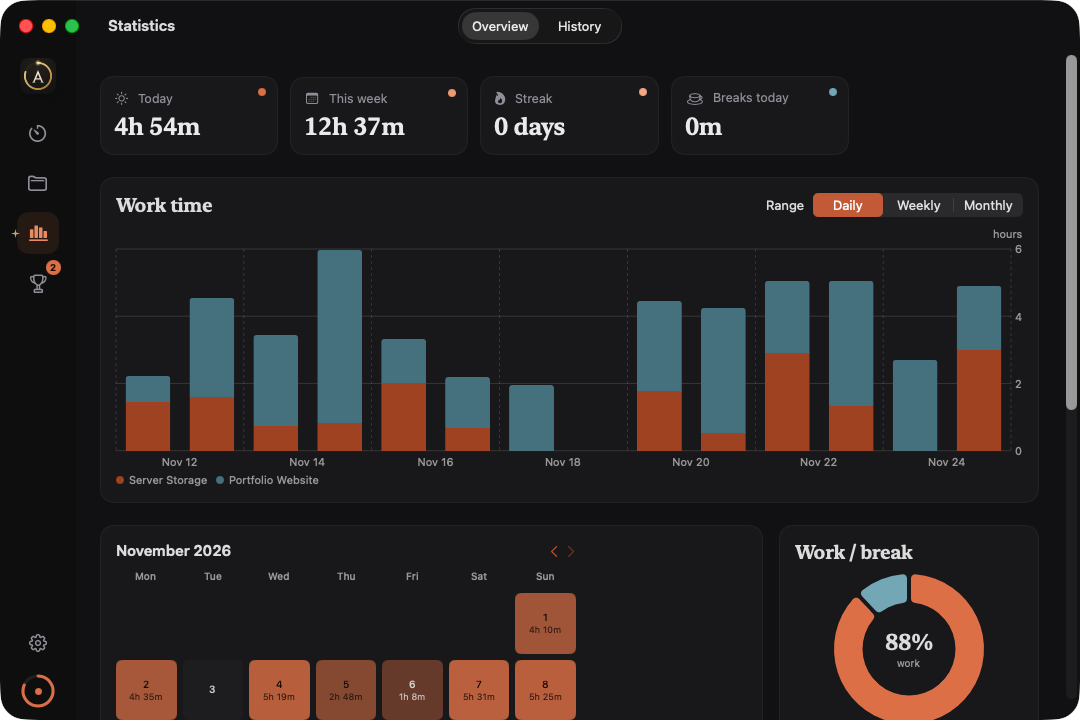 Statistics
Overview History
A
Today
4h 54m
This week
12h 37m
Streak
0 days
Breaks today
0m
2
Work time
Range Daily Weekly Monthly
hours
6
4
2
0
Nov 12 Nov 14 Nov 16 Nov 18 Nov 20 Nov 22 Nov 24
Server Storage Portfolio Website
November 2026
Mon Tue Wed Thu Fri Sat Sun
1
4h 10m
2 3 4 5 6 7 8
4h 35m 5h 19m 2h 48m 1h 8m 5h 31m 5h 25m
Work / break
88%
work